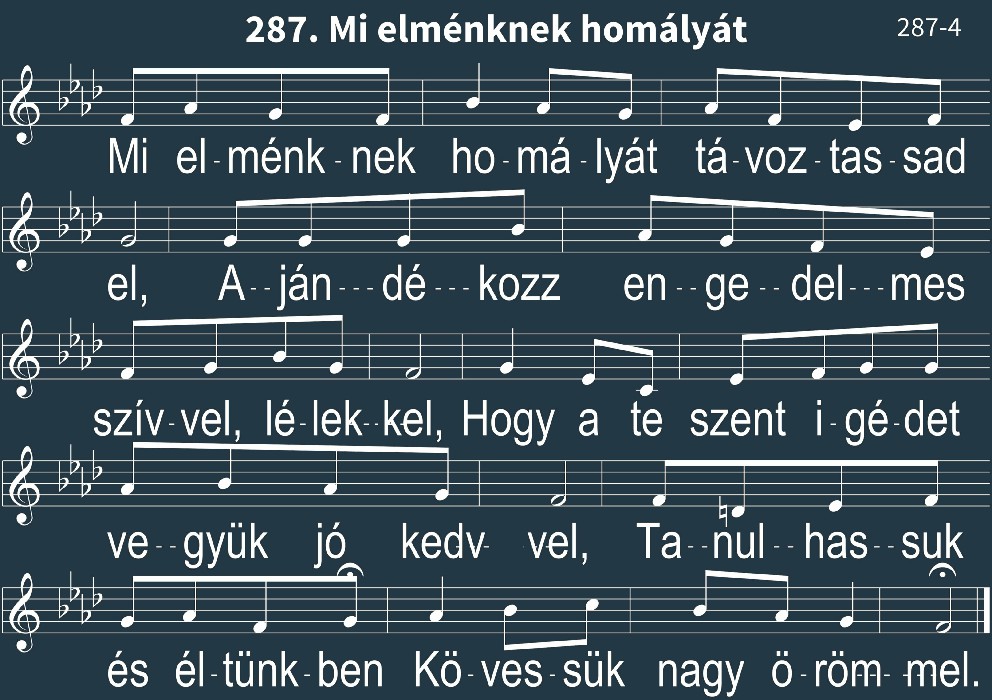 287. Mi elménknek homályát
287-4
Mi el-ménk-nek ho-má-lyát tá-voz-tas-sad
el, A--ján---dé---kozz en--ge--del---mes
szív-vel, lé-lek--kel, Hogy a te szent i-gé-det
ve--gyük jó kedv- vel, Ta--nul--has--suk
és él-tünk-ben Kö-ves-sük nagy ö-röm- mel.